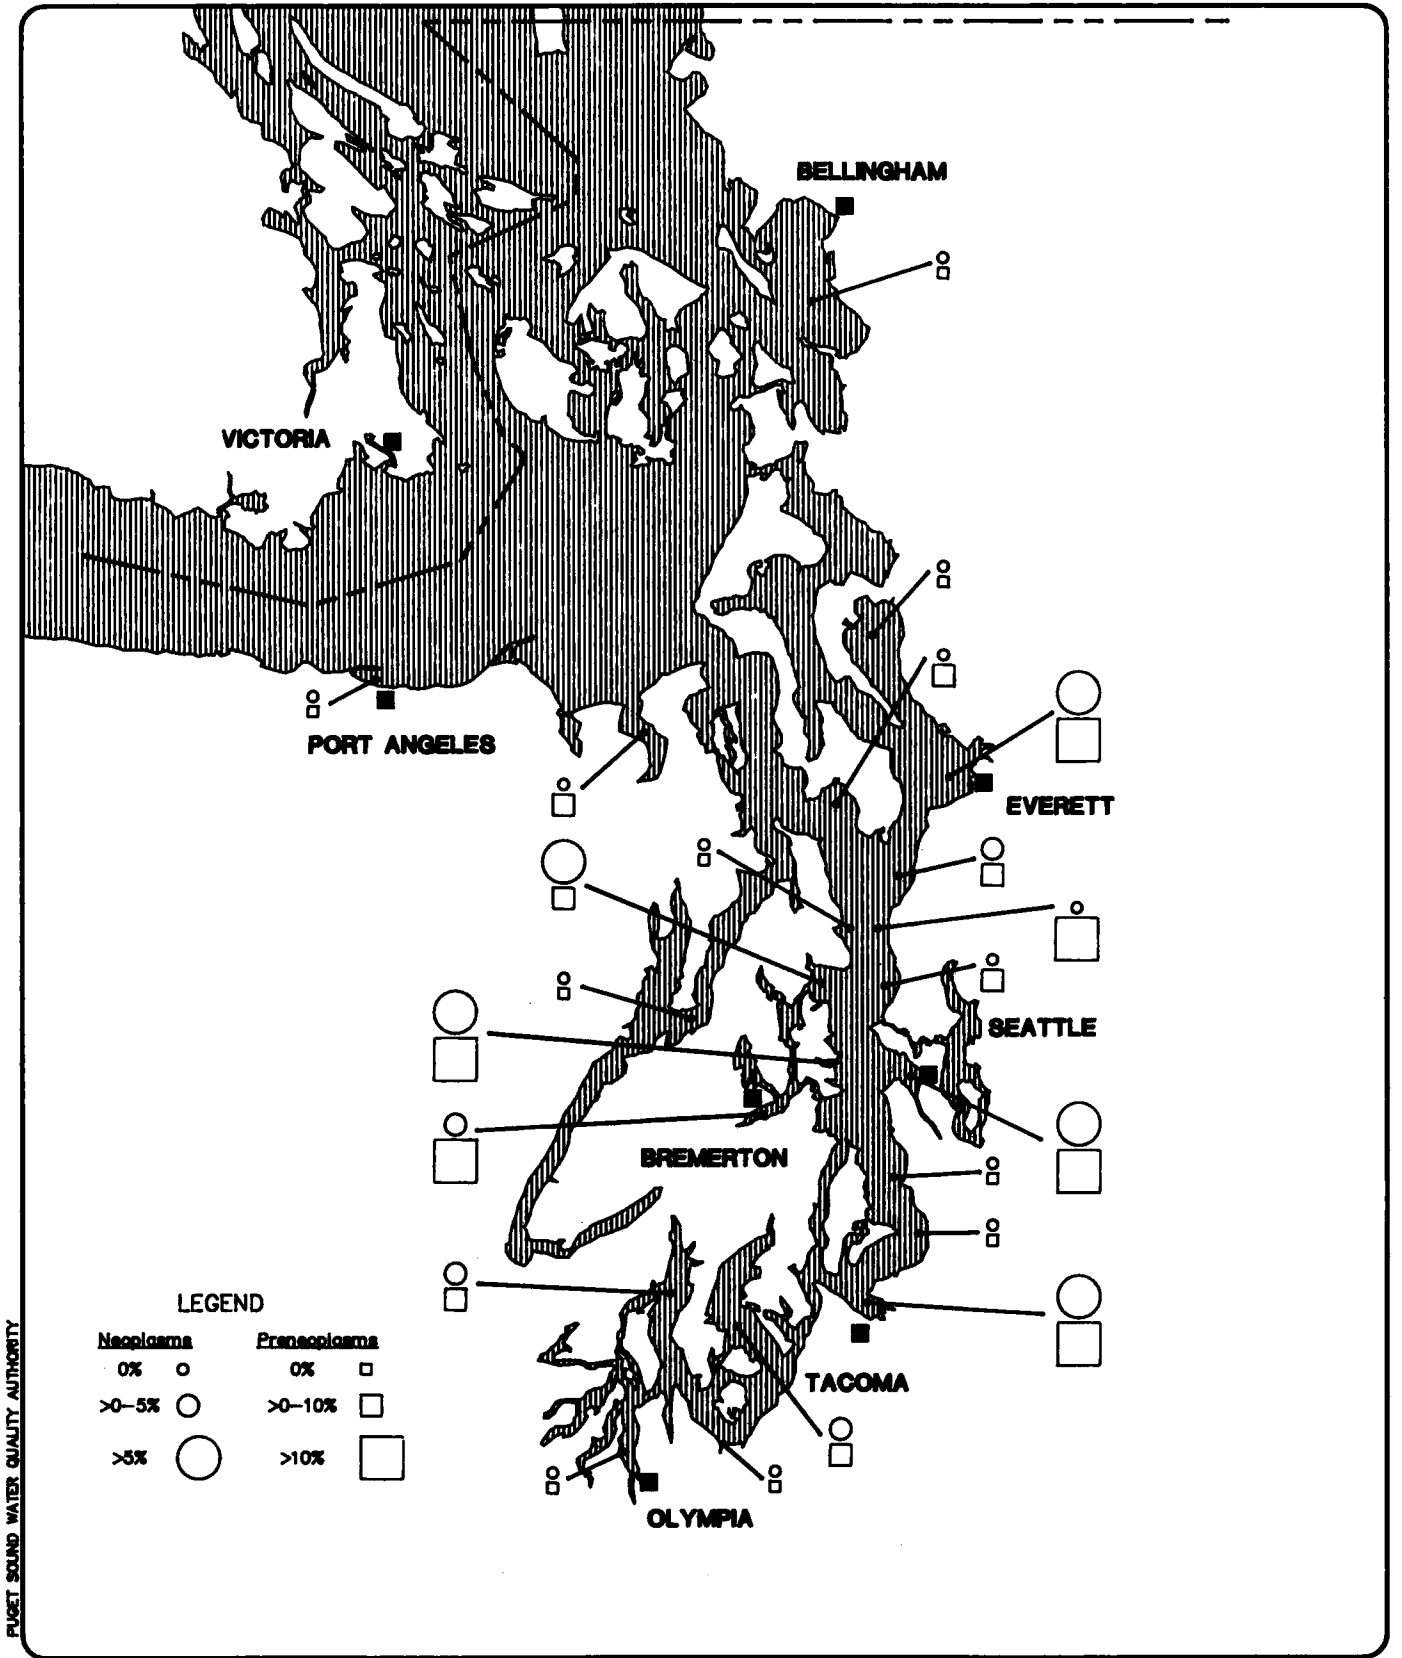 BELLINGHAM
VICTORIA
PORT ANGELES
EVERETT
SEATTLE
BREMERTON
TACOMA
OLYMPIA
LEGEND
Neoplasms Preneoplasms
0% 0%
>0-5% >0-10%
>5% >10%
PUGET SOUND WATER QUALITY AUTHORITY